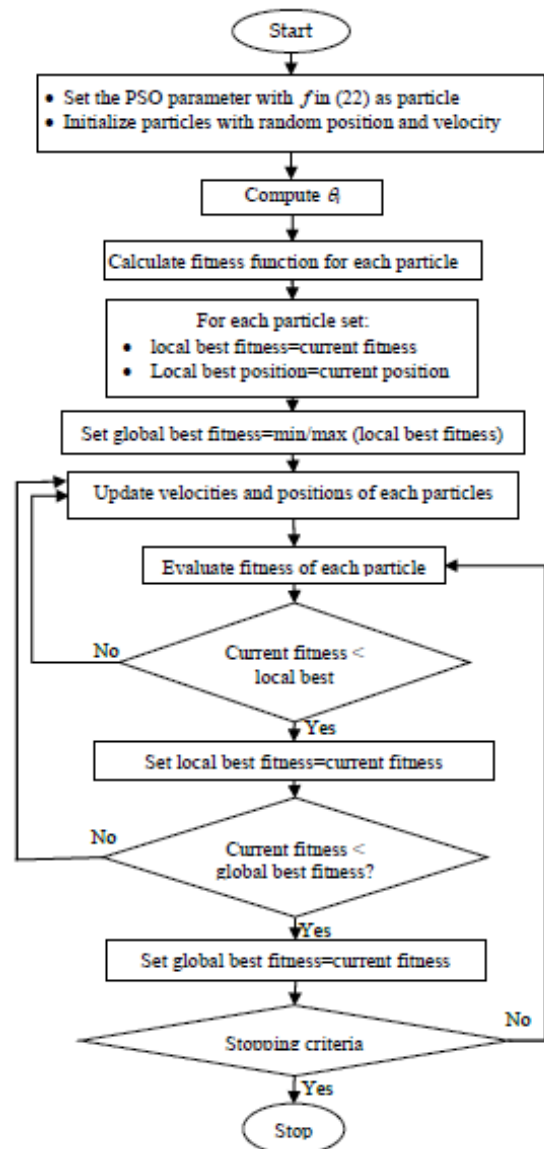 Start
• Set the PSO parameter with f in (22) as particle
• Initialize particles with random position and velocity
Compute θᵢ
Calculate fitness function for each particle
For each particle set:
• local best fitness=current fitness
• Local best position=current position
Set global best fitness=min/max (local best fitness)
Update velocities and positions of each particles
Evaluate fitness of each particle
No
Current fitness <
local best
Yes
Set local best fitness=current fitness
No
Current fitness <
global best fitness?
Yes
Set global best fitness=current fitness
No
Stopping criteria
Yes
Stop